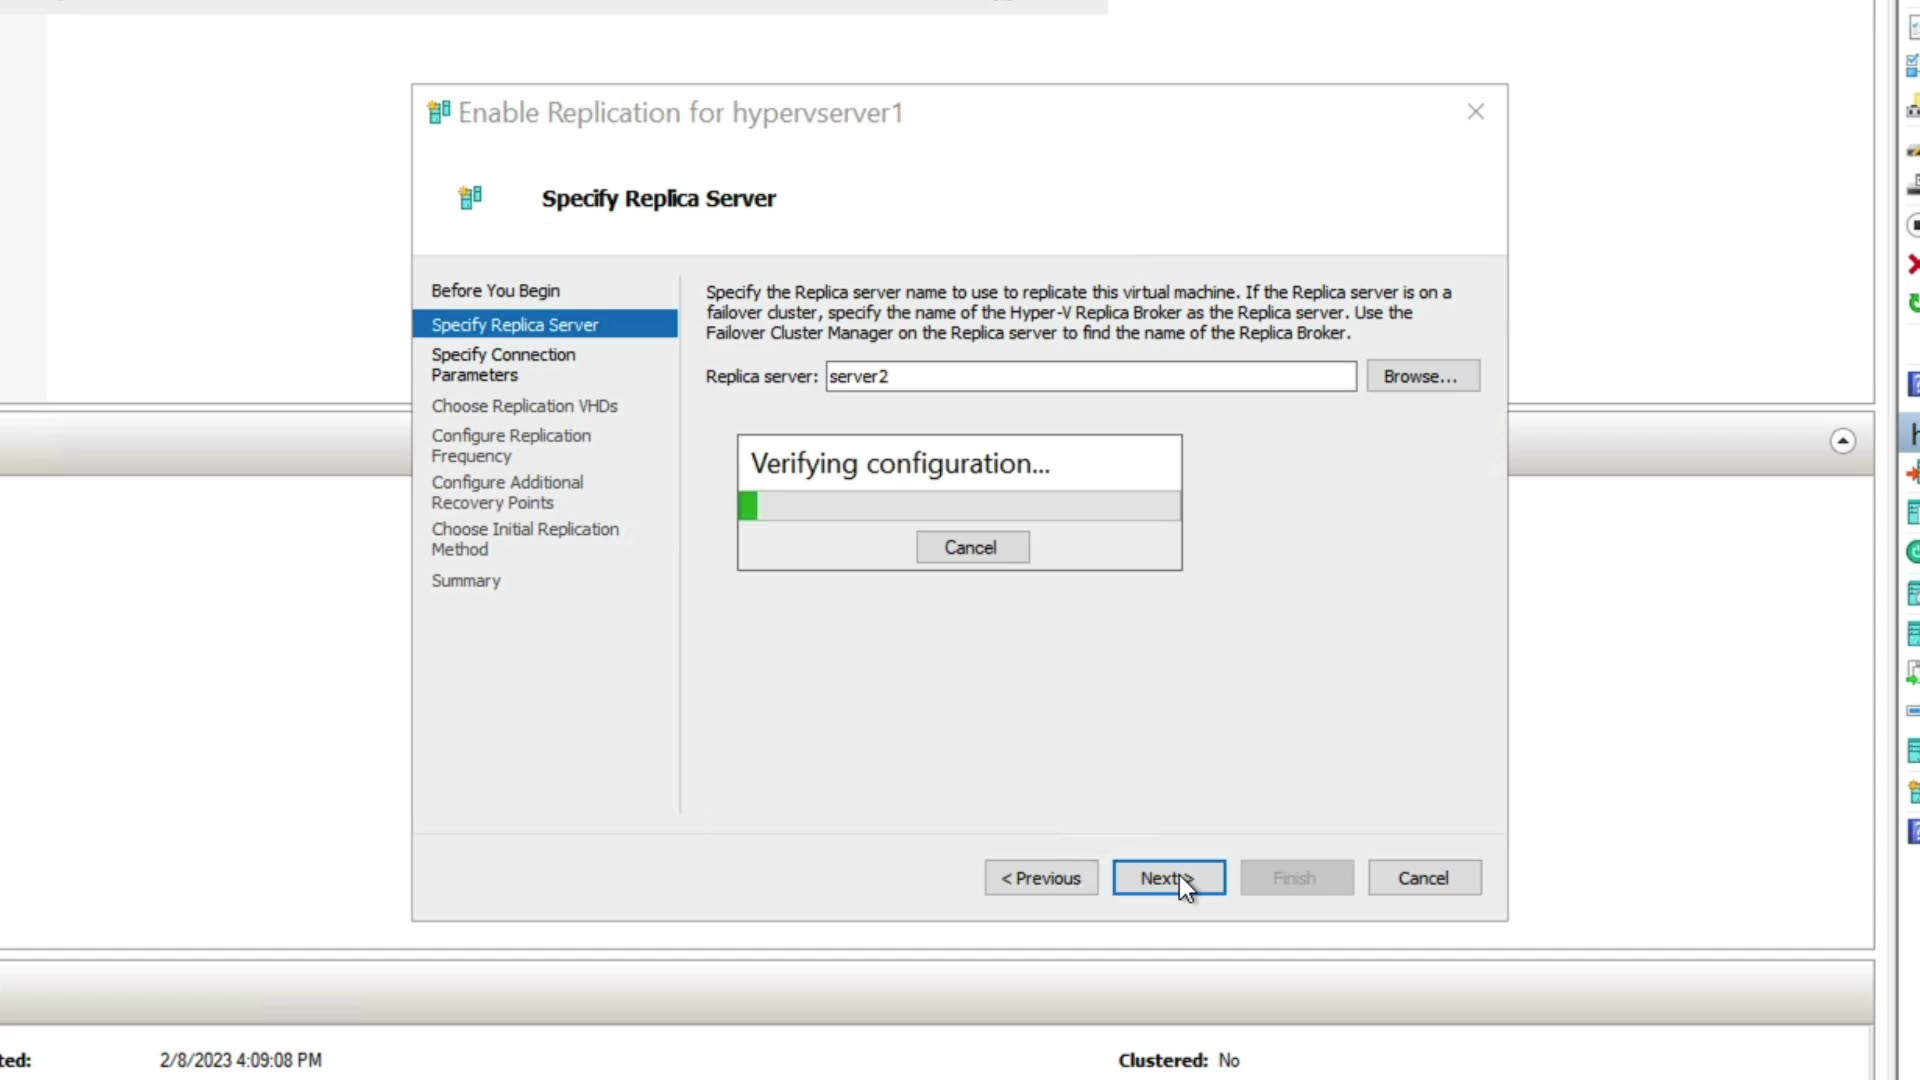 Enable Replication for hypervserver1
Specify Replica Server
Before You Begin
Specify Replica Server
Specify Connection
Parameters
Choose Replication VHDs
Configure Replication
Frequency
Configure Additional
Recovery Points
Choose Initial Replication
Method
Summary
Specify the Replica server name to use to replicate this virtual machine. If the Replica server is on a
failover cluster, specify the name of the Hyper-V Replica Broker as the Replica server. Use the
Failover Cluster Manager on the Replica server to find the name of the Replica Broker.
Replica server: server2 Browse...
Verifying configuration...
Cancel
< Previous Next > Finish Cancel
ted: 2/8/2023 4:09:08 PM Clustered: No